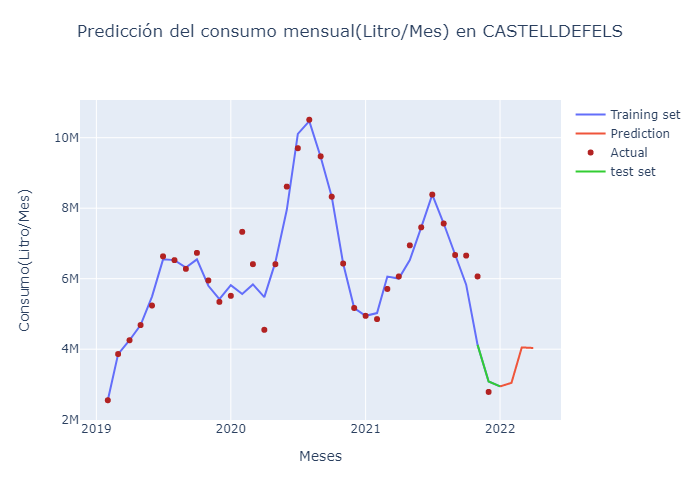 Predicción del consumo mensual(Litro/Mes) en CASTELLDEFELS
Training set
Prediction
Actual
test set
Consumo(Litro/Mes)
10M
8M
6M
4M
2M
2019
2020
2021
2022
Meses